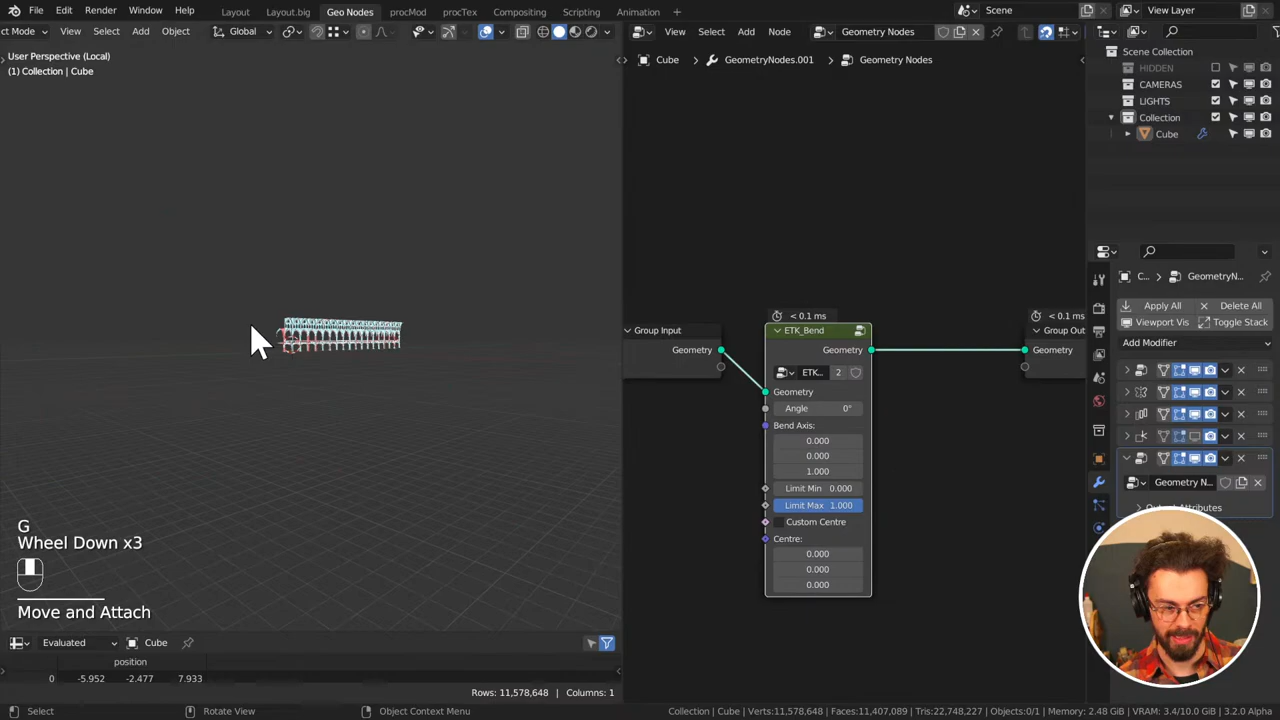 File Edit Render Window Help Layout Layout.big Geo Nodes procMod procTex Compositing Scripting Animation Scene View Layer
ct Mode View Select Add Object Global View Select Add Node Geometry Nodes
User Perspective (Local)
(1) Collection | Cube
Cube GeometryNodes.001 Geometry Nodes
Scene Collection
HIDDEN
CAMERAS
LIGHTS
Collection
Cube
C... GeometryN...
Apply All Delete All
Viewport Vis Toggle Stack
Add Modifier
Geometry N...
< 0.1 ms
Group Input
Geometry
< 0.1 ms
ETK_Bend
Geometry
ETK... 2
Geometry
Angle 0°
Bend Axis:
0.000
0.000
1.000
Limit Min 0.000
Limit Max 1.000
Custom Centre
Centre:
0.000
0.000
0.000
< 0.1 ms
Group Out
Geometry
G
Wheel Down x3
Move and Attach
Evaluated Cube
position
0 -5.952 -2.477 7.933
Rows: 11,578,648 | Columns: 1
Select Rotate View Object Context Menu Collection | Cube | Verts:11,578,648 | Faces:11,407,089 | Tris:22,748,227 | Objects:0/1 | Memory: 2.48 GiB | VRAM: 3.4/10.0 GiB | 3.2.0 Alpha